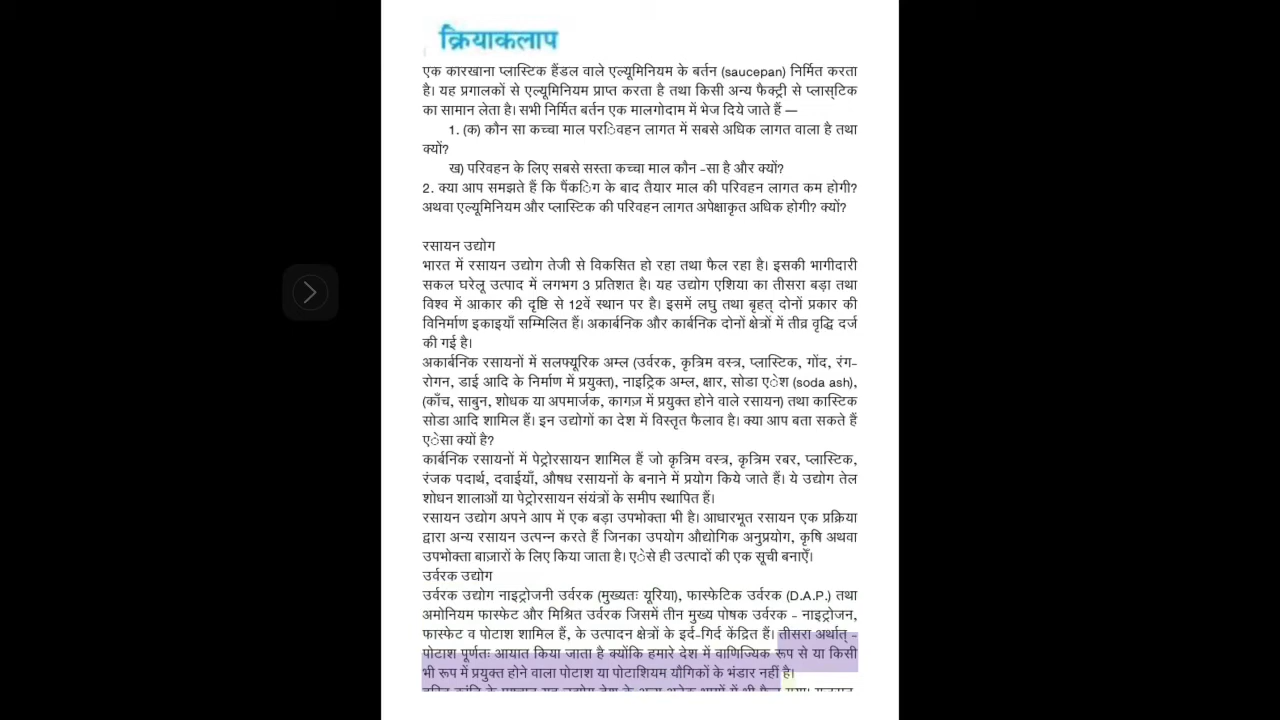 क्रियाकलाप
एक कारखाना प्लास्टिक हैंडल वाले एल्यूमिनियम के बर्तन (saucepan) निर्मित करता
है। यह प्रगालकों से एल्यूमिनियम प्राप्त करता है तथा किसी अन्य फैक्ट्री से प्लास्टिक
का सामान लेता है। सभी निर्मित बर्तन एक मालगोदाम में भेज दिये जाते हैं —
1. (क) कौन सा कच्चा माल पर◌िवहन लागत में सबसे अधिक लागत वाला है तथा
क्यों?
ख) परिवहन के लिए सबसे सस्ता कच्चा माल कौन -सा है और क्यों?
2. क्या आप समझते हैं कि पैंक◌िग के बाद तैयार माल की परिवहन लागत कम होगी?
अथवा एल्यूमिनियम और प्लास्टिक की परिवहन लागत अपेक्षाकृत अधिक होगी? क्यों?
रसायन उद्योग
भारत में रसायन उद्योग तेजी से विकसित हो रहा तथा फैल रहा है। इसकी भागीदारी
सकल घरेलू उत्पाद में लगभग 3 प्रतिशत है। यह उद्योग एशिया का तीसरा बड़ा तथा
विश्व में आकार की दृष्टि से 12वें स्थान पर है। इसमें लघु तथा बृहत् दोनों प्रकार की
विनिर्माण इकाइयाँ सम्मिलित हैं। अकार्बनिक और कार्बनिक दोनों क्षेत्रों में तीव्र वृद्धि दर्ज
की गई है।
अकार्बनिक रसायनों में सलफ्यूरिक अम्ल (उर्वरक, कृत्रिम वस्त्र, प्लास्टिक, गोंद, रंग-
रोगन, डाई आदि के निर्माण में प्रयुक्त), नाइट्रिक अम्ल, क्षार, सोडा ए◌ेश (soda ash),
(काँच, साबुन, शोधक या अपमार्जक, कागज़ में प्रयुक्त होने वाले रसायन) तथा कास्टिक
सोडा आदि शामिल हैं। इन उद्योगों का देश में विस्तृत फैलाव है। क्या आप बता सकते हैं
ए◌ेसा क्यों है?
कार्बनिक रसायनों में पेट्रोरसायन शामिल हैं जो कृत्रिम वस्त्र, कृत्रिम रबर, प्लास्टिक,
रंजक पदार्थ, दवाईयाँ, औषध रसायनों के बनाने में प्रयोग किये जाते हैं। ये उद्योग तेल
शोधन शालाओं या पेट्रोरसायन संयंत्रों के समीप स्थापित हैं।
रसायन उद्योग अपने आप में एक बड़ा उपभोक्ता भी है। आधारभूत रसायन एक प्रक्रिया
द्वारा अन्य रसायन उत्पन्न करते हैं जिनका उपयोग औद्योगिक अनुप्रयोग, कृषि अथवा
उपभोक्ता बाज़ारों के लिए किया जाता है। ए◌ेसे ही उत्पादों की एक सूची बनाएँ।
उर्वरक उद्योग
उर्वरक उद्योग नाइट्रोजनी उर्वरक (मुख्यतः यूरिया), फास्फेटिक उर्वरक (D.A.P.) तथा
अमोनियम फास्फेट और मिश्रित उर्वरक जिसमें तीन मुख्य पोषक उर्वरक - नाइट्रोजन,
फास्फेट व पोटाश शामिल हैं, के उत्पादन क्षेत्रों के इर्द-गिर्द केंद्रित हैं। तीसरा अर्थात् -
पोटाश पूर्णतः आयात किया जाता है क्योंकि हमारे देश में वाणिज्यिक रूप से या किसी
भी रूप में प्रयुक्त होने वाला पोटाश या पोटाशियम यौगिकों के भंडार नहीं है।